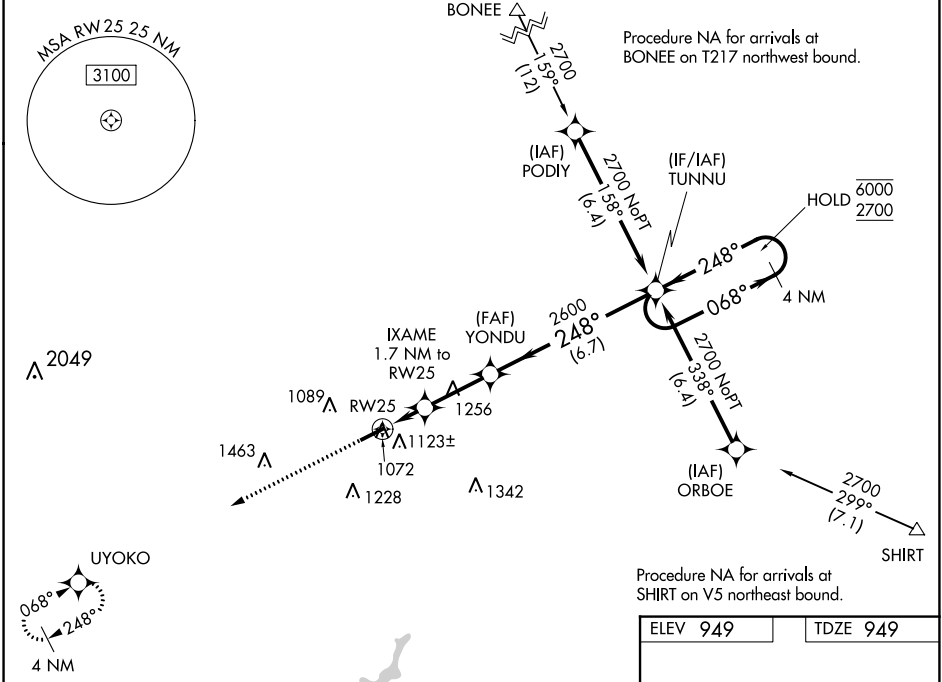 MSA RW25 25 NM
3100
BONEE
2700
159°
(12)
Procedure NA for arrivals at
BONEE on T217 northwest bound.
(IAF)
PODIY
2700 NoPT
158°
(6.4)
(IF/IAF)
TUNNU
HOLD
6000
2700
248°
068°
4 NM
2600
248°
(6.7)
(FAF)
YONDU
IXAME
1.7 NM to
RW25
2049
1089
RW25
1256
1123±
1463
1072
1228
1342
2700 NoPT
338°
(6.4)
(IAF)
ORBOE
2700
299°
(7.1)
SHIRT
UYOKO
068°
248°
4 NM
Procedure NA for arrivals at
SHIRT on V5 northeast bound.
ELEV 949
TDZE 949